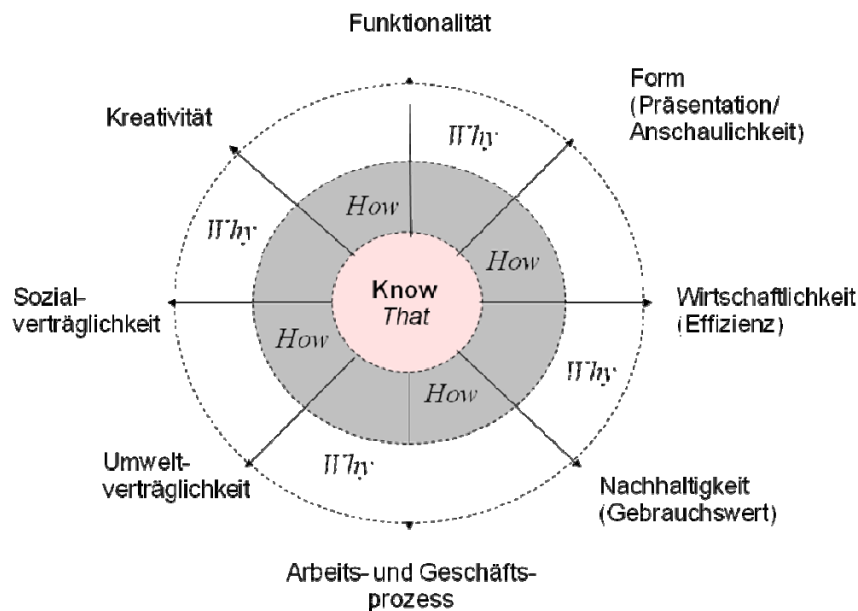 Funktionalität
Form
(Präsentation/
Anschaulichkeit)
Kreativität
Why
How
Why
How
Know
That
Sozial-
verträglichkeit
Wirtschaftlichkeit
(Effizienz)
How
Why
How
Why
Umwelt-
verträglichkeit
Nachhaltigkeit
(Gebrauchswert)
Arbeits- und Geschäfts-
prozess